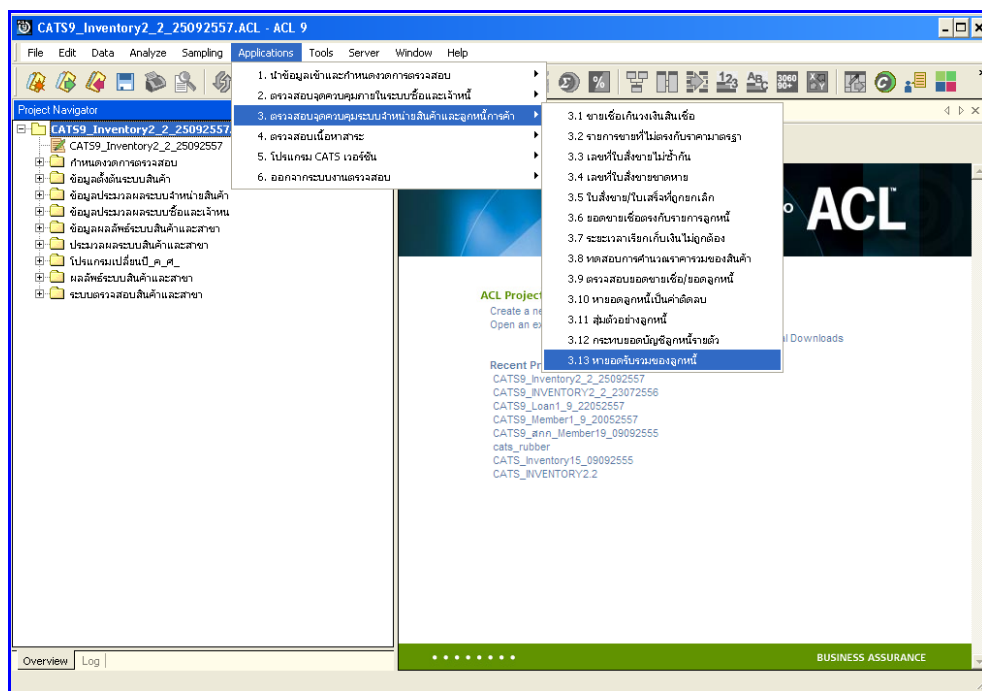 CATS9_Inventory2_2_25092557.ACL - ACL 9
File Edit Data Analyze Sampling Applications Tools Server Window Help
Project Navigator
CATS9_Inventory2_2_25092557.
CATS9_Inventory2_2_25092557
กำหนดงวดการตรวจสอบ
ข้อมูลตั้งต้นระบบสินค้า
ข้อมูลประมวลผลระบบจำหน่ายสินค้า
ข้อมูลประมวลผลระบบซื้อและเจ้าหน
ข้อมูลผลลัพธ์ระบบสินค้าและสาขา
ประมวลผลระบบสินค้าและสาขา
โปรแกรมเปลี่ยนปี_ค_ศ_
ผลลัพธ์ระบบสินค้าและสาขา
ระบบตรวจสอบสินค้าและสาขา
1. นำข้อมูลเข้าและกำหนดงวดการตรวจสอบ
2. ตรวจสอบจุดควบคุมภายในระบบซื้อและเจ้าหนี้
3. ตรวจสอบจุดควบคุมระบบจำหน่ายสินค้าและลูกหนี้การค้า
4. ตรวจสอบเนื้อหาสาระ
5. โปรแกรม CATS เวอร์ชัน
6. ออกจากระบบงานตรวจสอบ
3.1 ขายเชื่อเกินวงเงินสินเชื่อ
3.2 รายการขายที่ไม่ตรงกับราคามาตรฐา
3.3 เลขที่ใบสั่งขายไม่ซ้ำกัน
3.4 เลขที่ใบสั่งขายขาดหาย
3.5 ใบสั่งขาย/ใบเสร็จที่ถูกยกเลิก
3.6 ยอดขายเชื่อตรงกับรายการลูกหนี้
3.7 ระยะเวลาเรียกเก็บเงินไม่ถูกต้อง
3.8 ทดสอบการคำนวณราคารวมของสินค้า
3.9 ตรวจสอบยอดขายเชื่อ/ยอดลูกหนี้
3.10 หายอดลูกหนี้เป็นค่าติดลบ
3.11 สุ่มตัวอย่างลูกหนี้
3.12 กระทบยอดบัญชีลูกหนี้รายตัว
3.13 หายอดรับรวมของลูกหนี้
ACL
ACL Project
Create a ne
Open an ex
l Downloads
Recent Pr
CATS9_Inventory2_2_25092557
CATS9_INVENTORY2_2_23072556
CATS9_Loan1_9_22052557
CATS9_Member1_9_20052557
CATS9_สกก_Member19_09092555
cats_rubber
CATS_Inventory15_09092555
CATS_INVENTORY2.2
BUSINESS ASSURANCE
Overview Log